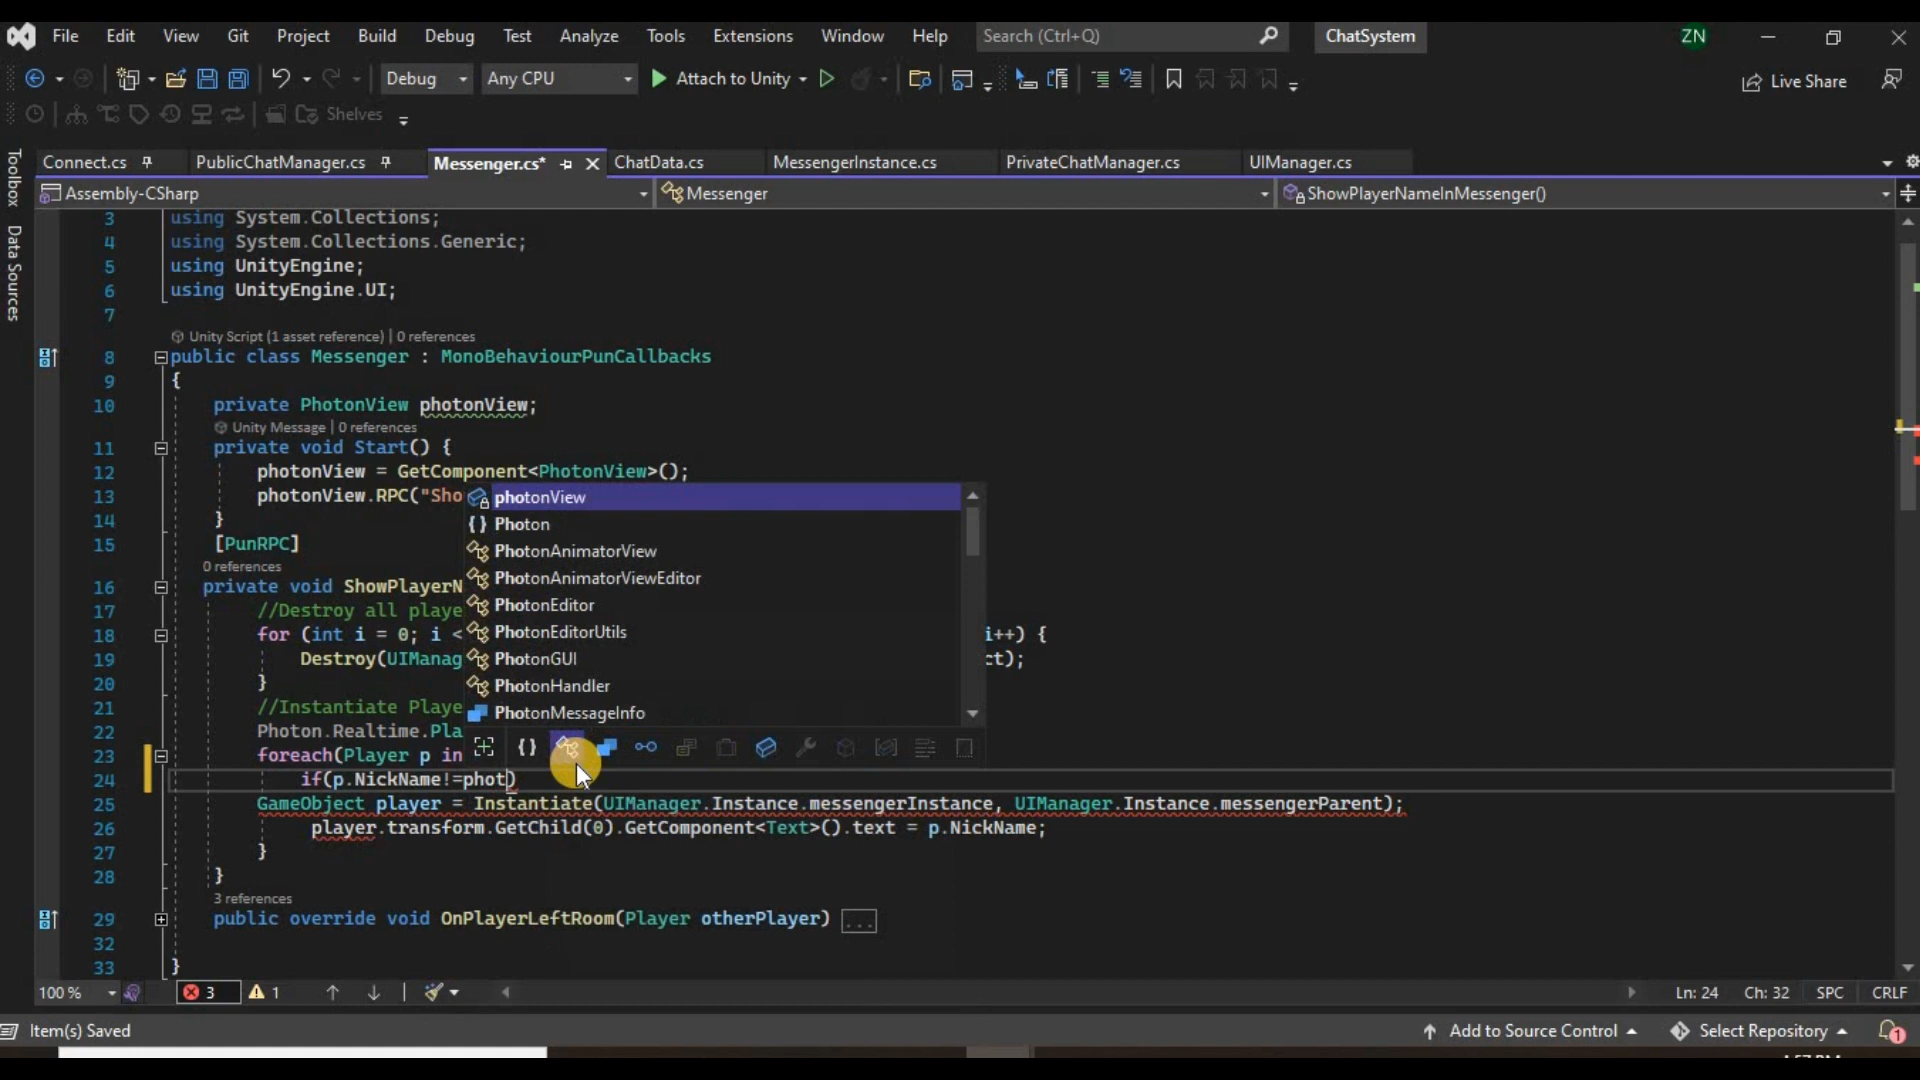 File Edit View Git Project Build Debug Test Analyze Tools Extensions Window Help Search (Ctrl+Q) ChatSystem ZN
Debug Any CPU Attach to Unity Live Share
Shelves
Toolbox
Data Sources
Connect.cs PublicChatManager.cs Messenger.cs* ChatData.cs MessengerInstance.cs PrivateChatManager.cs UIManager.cs
Assembly-CSharp Messenger ShowPlayerNameInMessenger()
3 using System.Collections;
4 using System.Collections.Generic;
5 using UnityEngine;
6 using UnityEngine.UI;
7
Unity Script (1 asset reference) | 0 references
8 public class Messenger : MonoBehaviourPunCallbacks
9 {
10 private PhotonView photonView;
Unity Message | 0 references
11 private void Start() {
12 photonView = GetComponent<PhotonView>();
13 photonView.RPC("Sho
14 }
15 [PunRPC]
0 references
16 private void ShowPlayerN
17 //Destroy all playe
18 for (int i = 0; i < i++) {
19 Destroy(UIManag ct);
20 }
21 //Instantiate Playe
22 Photon.Realtime.Pla
23 foreach(Player p in
24 if(p.NickName!=phot)
25 GameObject player = Instantiate(UIManager.Instance.messengerInstance, UIManager.Instance.messengerParent);
26 player.transform.GetChild(0).GetComponent<Text>().text = p.NickName;
27 }
28 }
3 references
29 public override void OnPlayerLeftRoom(Player otherPlayer) ...
32
33 }
photonView
{} Photon
PhotonAnimatorView
PhotonAnimatorViewEditor
PhotonEditor
PhotonEditorUtils
PhotonGUI
PhotonHandler
PhotonMessageInfo
100 % 3 1 Ln: 24 Ch: 32 SPC CRLF
Item(s) Saved Add to Source Control Select Repository 1